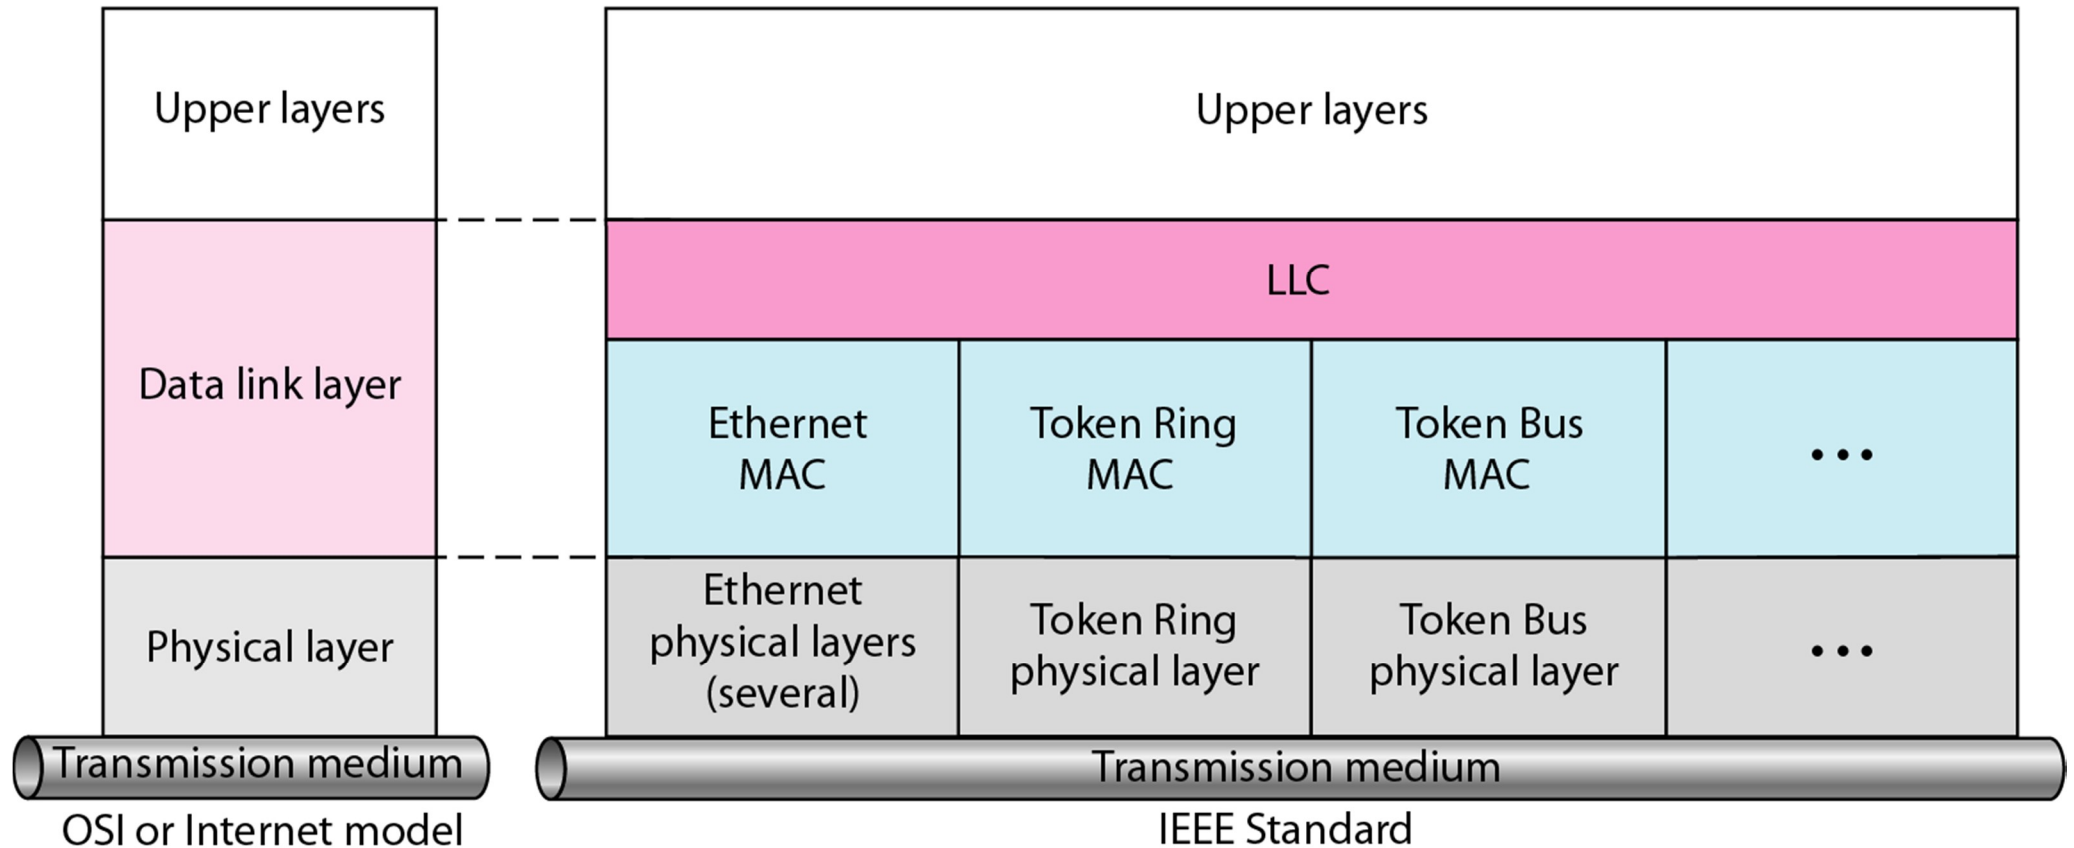 Upper layers
Data link layer
Physical layer
Transmission medium
OSI or Internet model
Upper layers
LLC
Ethernet
MAC
Token Ring
MAC
Token Bus
MAC
...
Ethernet
physical layers
(several)
Token Ring
physical layer
Token Bus
physical layer
...
Transmission medium
IEEE Standard